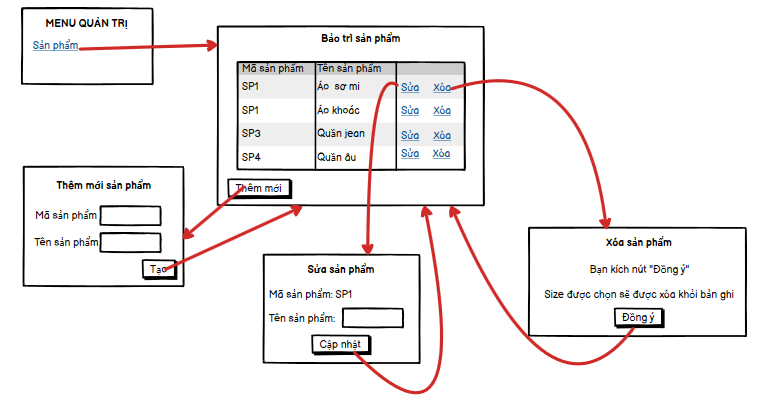 MENU QUẢN TRỊ
Sản phẩm
Bảo trì sản phẩm
Mã sản phẩm Tên sản phẩm
SP1 Áo sơ mi Sửa Xóa
SP1 Áo khoác Sửa Xóa
SP3 Quần jean Sửa Xóa
SP4 Quần âu Sửa Xóa
Thêm mới
Thêm mới sản phẩm
Mã sản phẩm
Tên sản phẩm
Tạo
Sửa sản phẩm
Mã sản phẩm: SP1
Tên sản phẩm:
Cập nhật
Xóa sản phẩm
Bạn kích nút "Đồng ý"
Size được chọn sẽ được xóa khỏi bản ghi
Đồng ý